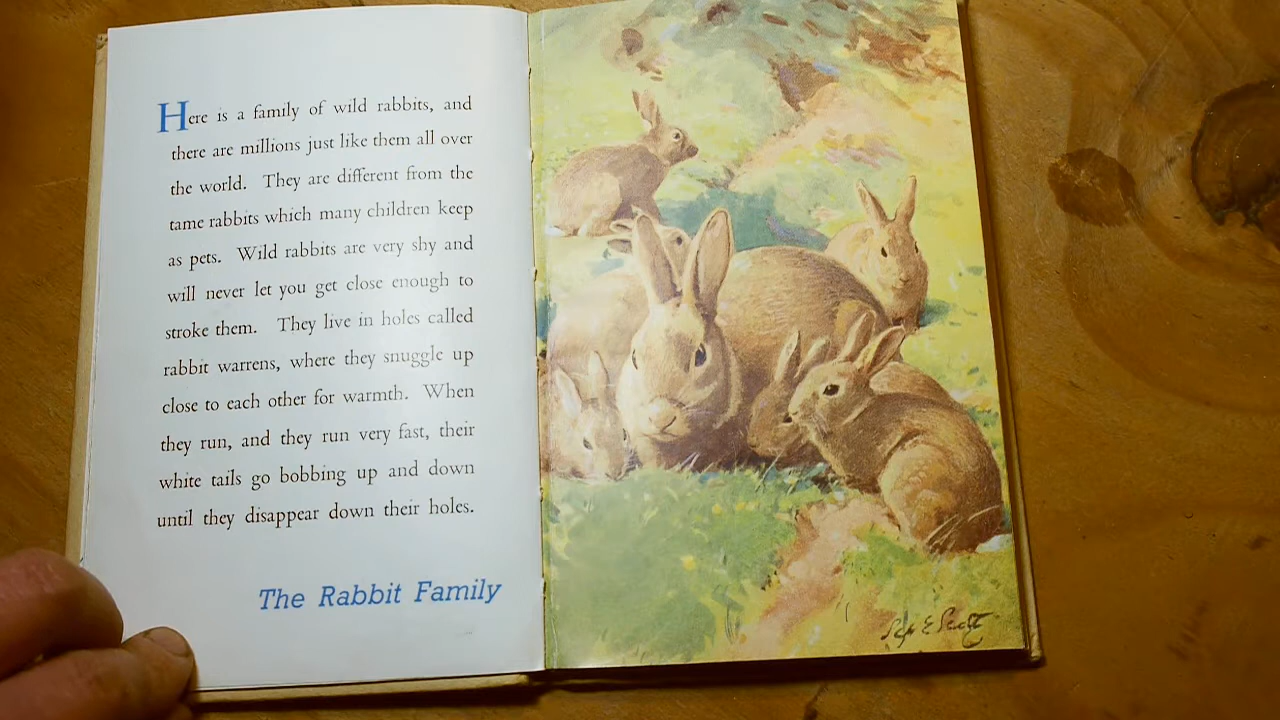 Here is a family of wild rabbits, and
there are millions just like them all over
the world. They are different from the
tame rabbits which many children keep
as pets. Wild rabbits are very shy and
will never let you get close enough to
stroke them. They live in holes called
rabbit warrens, where they snuggle up
close to each other for warmth. When
they run, and they run very fast, their
white tails go bobbing up and down
until they disappear down their holes.
The Rabbit Family